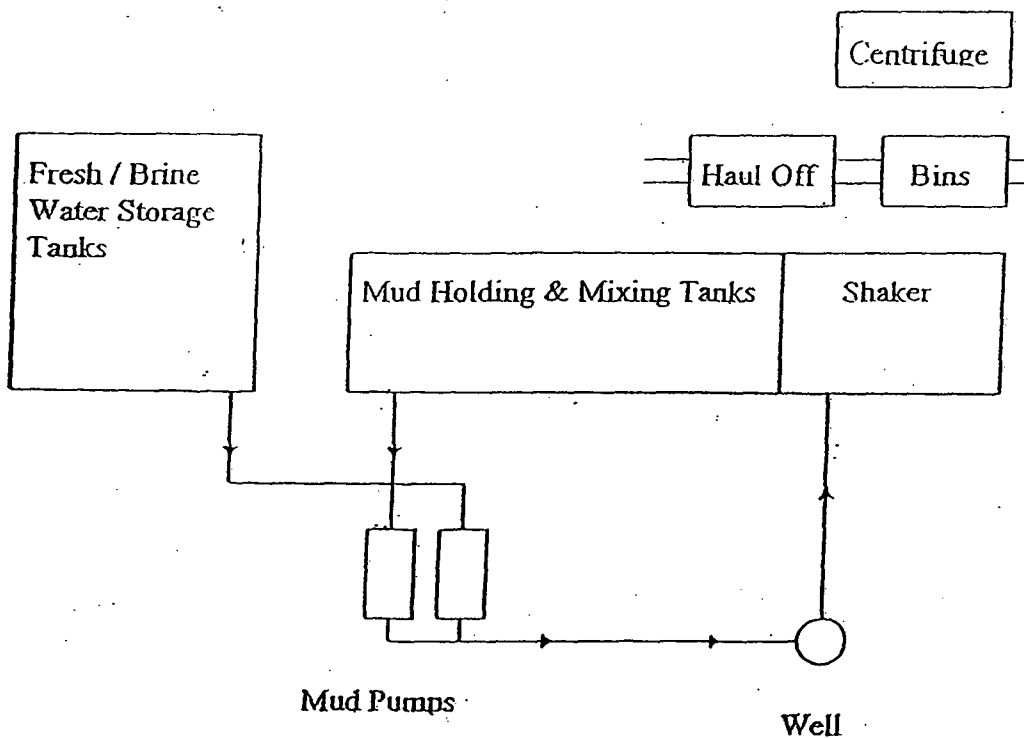 Centrifuge
Fresh / Brine
Water Storage
Tanks
Haul Off
Bins
Mud Holding & Mixing Tanks
Shaker
Mud Pumps
Well